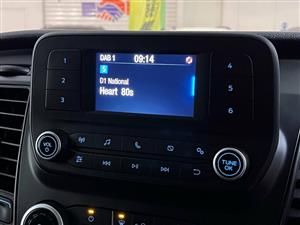 DAB 1 09:14
D1 National
Heart 80s
1
2
3
4
5
6
VOL
TUNE
OK